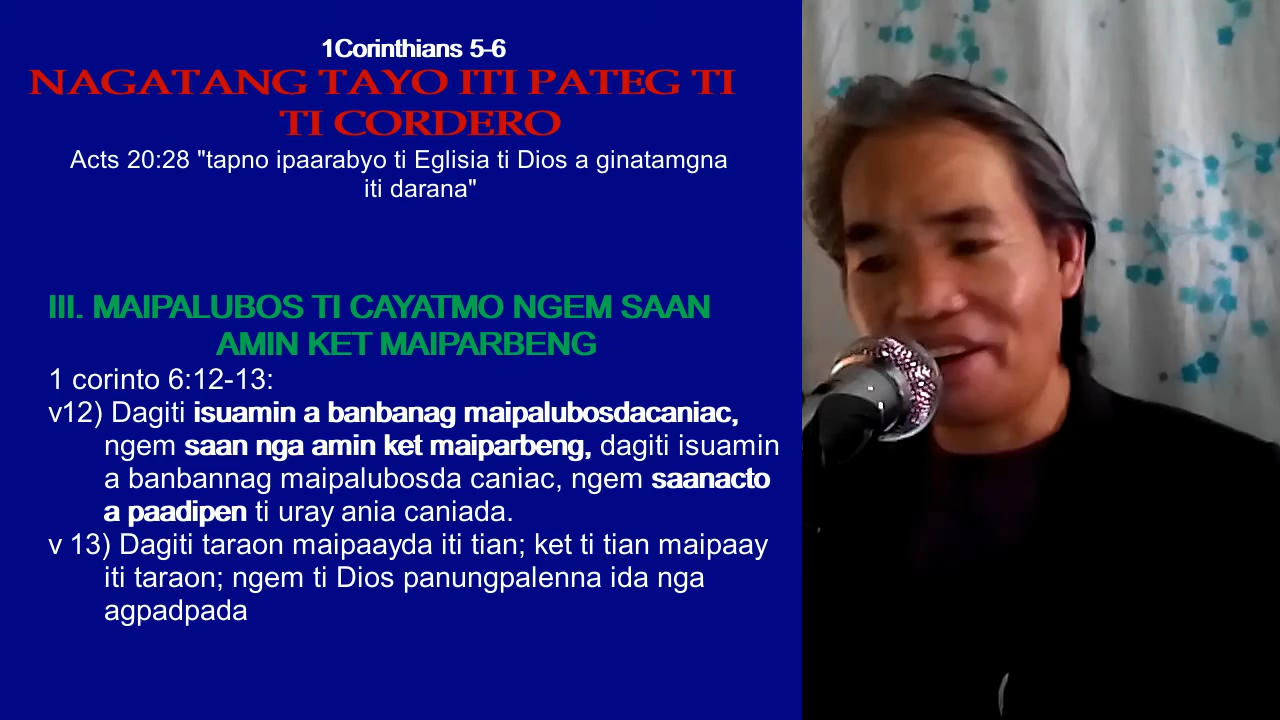 1Corinthians 5-6
NAGATANG TAYO ITI PATEG TI
TI CORDERO
Acts 20:28 "tapno ipaarabyo ti Eglisia ti Dios a ginatamgna
iti darana"
III. MAIPALUBOS TI CAYATMO NGEM SAAN
AMIN KET MAIPARBENG
1 corinto 6:12-13:
v12) Dagiti isuamin a banbanag maipalubosdacaniac,
ngem saan nga amin ket maiparbeng, dagiti isuamin
a banbannag maipalubosda caniac, ngem saanacto
a paadipen ti uray ania caniada.
v 13) Dagiti taraon maipaayda iti tian; ket ti tian maipaay
iti taraon; ngem ti Dios panungpalenna ida nga
agpadpada